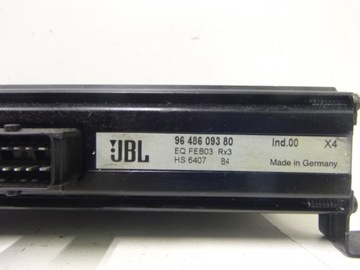 JBL
96 486 093 80 Ind.00 X4
EQ FEB03 Rx3
HS 6407 B4 Made in Germany